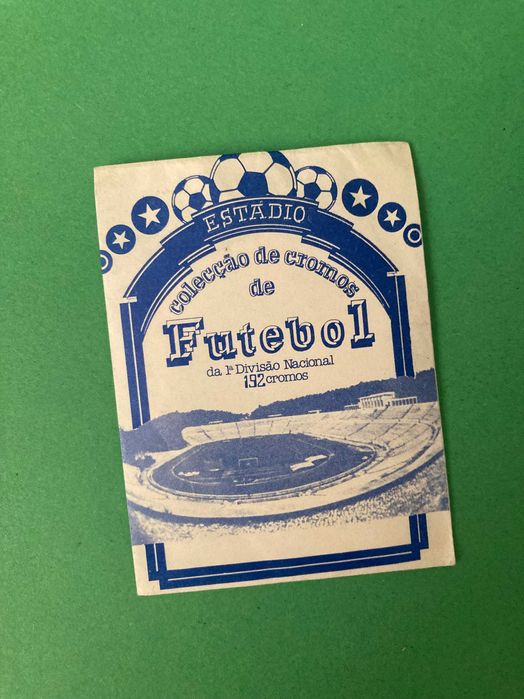 ESTÁDIO
colecção de cromos
de
Futebol
da 1ª Divisão Nacional
192 cromos